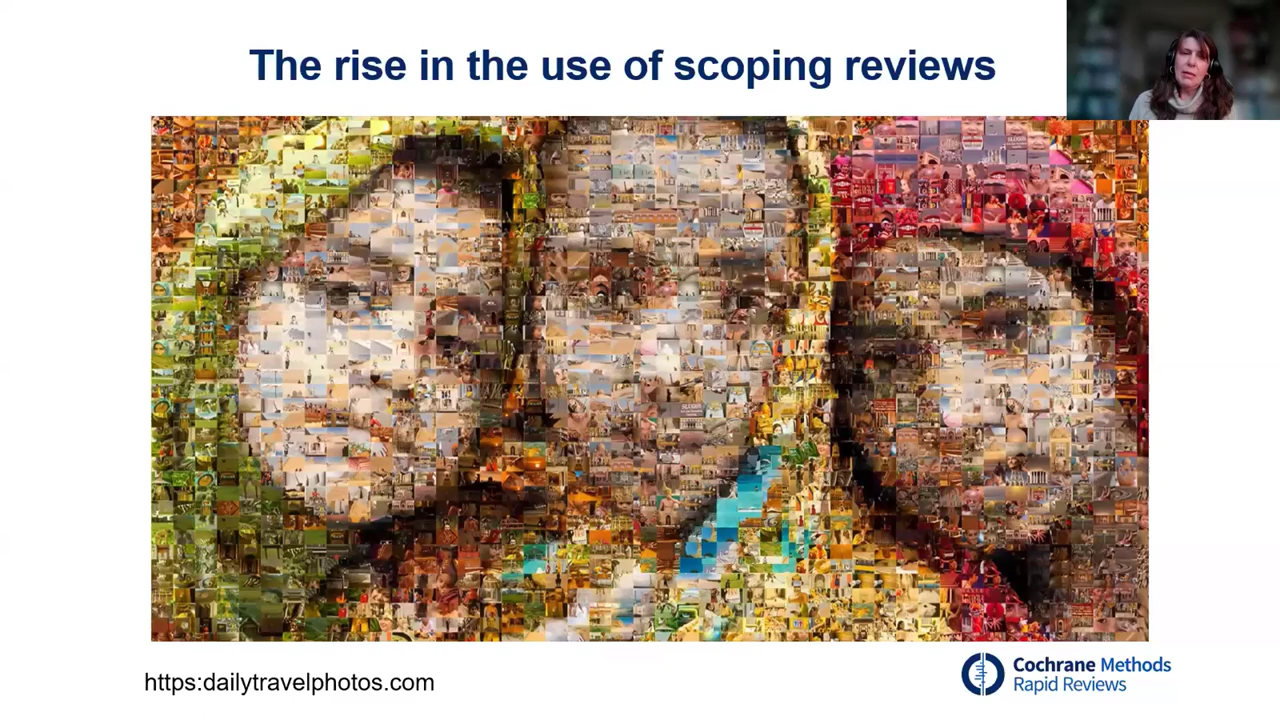 The rise in the use of scoping reviews
https:dailytravelphotos.com
Cochrane Methods
Rapid Reviews